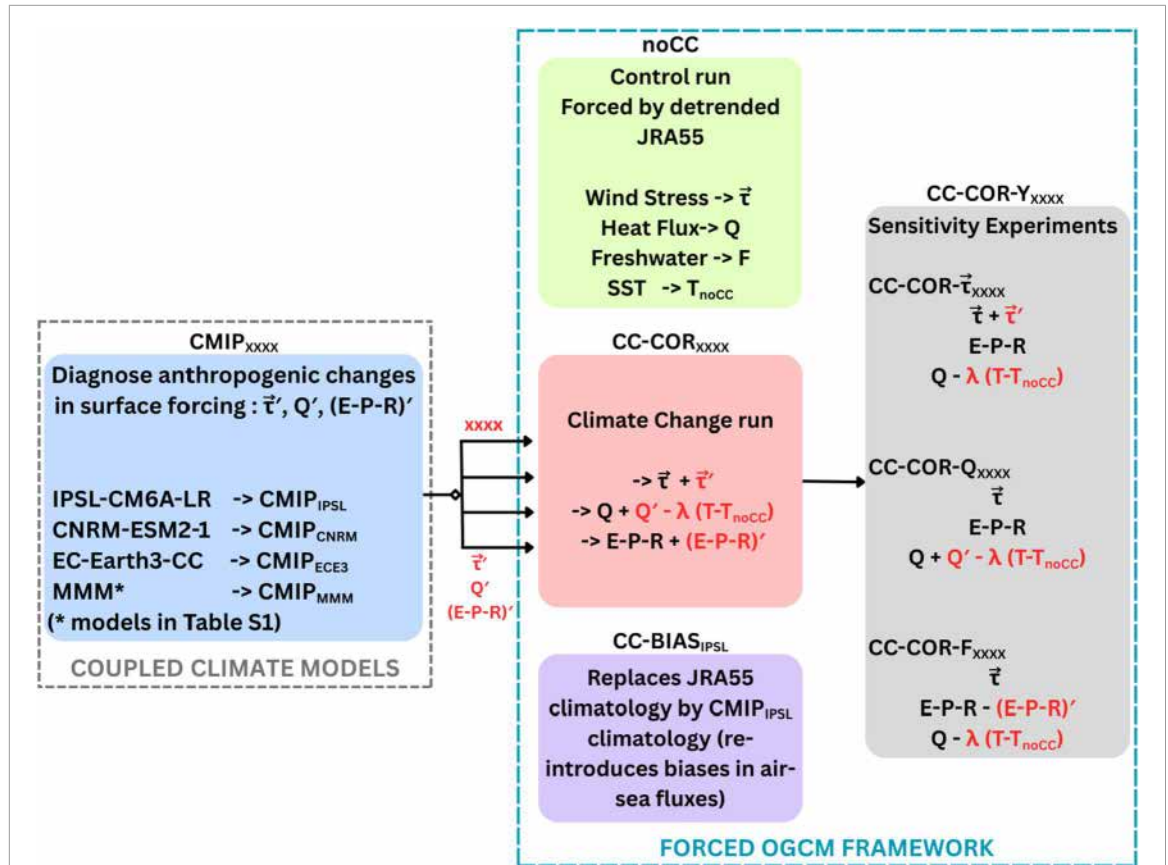 noCC
Control run
Forced by detrended
JRA55
Wind Stress -> τ⃗
Heat Flux-> Q
Freshwater -> F
SST -> TnoCC
CMIPXXXX
Diagnose anthropogenic changes
in surface forcing : τ⃗′, Q′, (E-P-R)′
IPSL-CM6A-LR -> CMIPIPSL
CNRM-ESM2-1 -> CMIPCNRM
EC-Earth3-CC -> CMIPECE3
MMM* -> CMIPMMM
(* models in Table S1)
COUPLED CLIMATE MODELS
xxxx
τ⃗′
Q′
(E-P-R)′
CC-CORXXXX
Climate Change run
-> τ⃗ + τ⃗′
-> Q + Q′ - λ (T-TnoCC)
-> E-P-R + (E-P-R)′
CC-BIASIPSL
Replaces JRA55
climatology by CMIPIPSL
climatology (re-
introduces biases in air-
sea fluxes)
CC-COR-YXXXX
Sensitivity Experiments
CC-COR-τ⃗XXXX
τ⃗ + τ⃗′
E-P-R
Q - λ (T-TnoCC)
CC-COR-QXXXX
τ⃗
E-P-R
Q + Q′ - λ (T-TnoCC)
CC-COR-FXXXX
τ⃗
E-P-R - (E-P-R)′
Q - λ (T-TnoCC)
FORCED OGCM FRAMEWORK